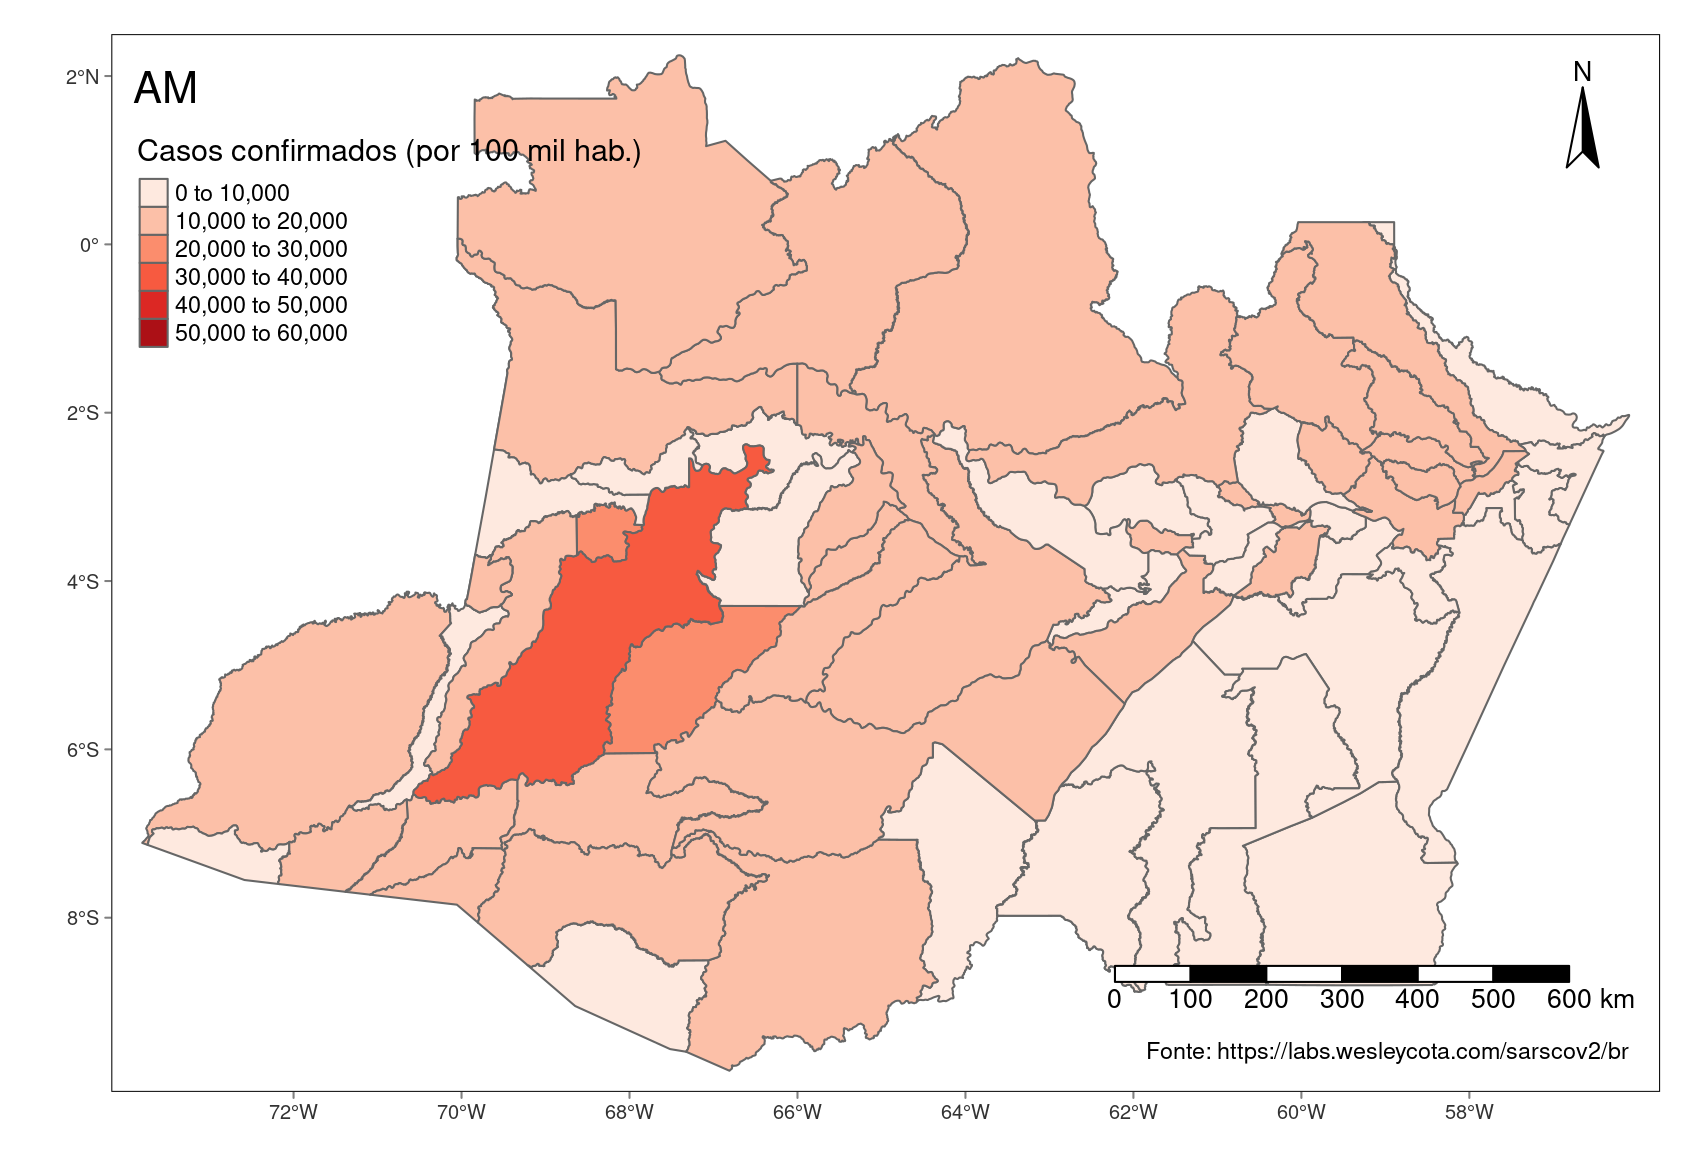 AM
N
Casos confirmados (por 100 mil hab.)
0 to 10,000
10,000 to 20,000
20,000 to 30,000
30,000 to 40,000
40,000 to 50,000
50,000 to 60,000
2°N
0°
2°S
4°S
6°S
8°S
0 100 200 300 400 500 600 km
Fonte: https://labs.wesleycota.com/sarscov2/br
72°W 70°W 68°W 66°W 64°W 62°W 60°W 58°W